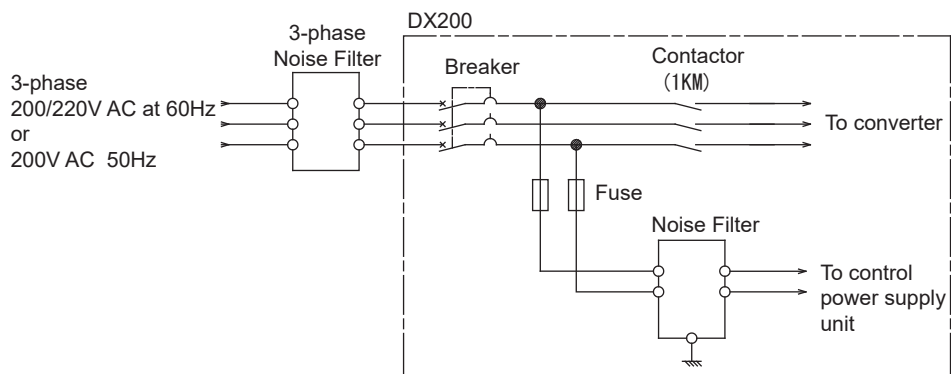 DX200
3-phase
Noise Filter
Breaker
Contactor
(1KM)
3-phase
200/220V AC at 60Hz
or
200V AC 50Hz
To converter
Fuse
Noise Filter
To control
power supply
unit